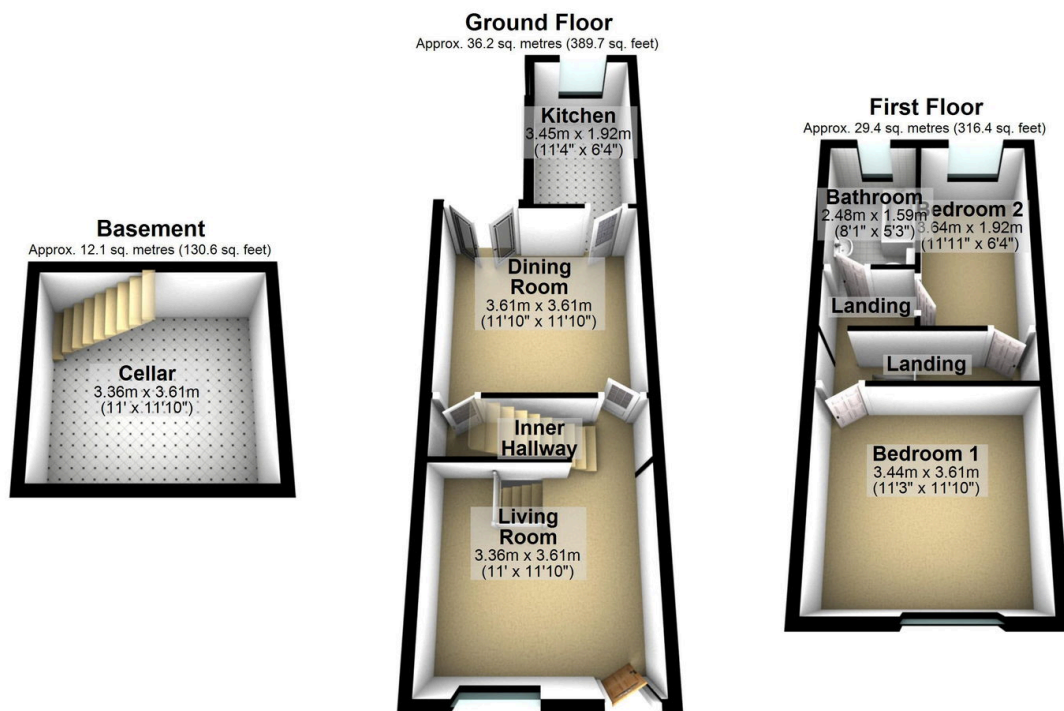 Basement
Approx. 12.1 sq. metres (130.6 sq. feet)
Cellar
3.36m x 3.61m
(11' x 11'10")
Ground Floor
Approx. 36.2 sq. metres (389.7 sq. feet)
Kitchen
3.45m x 1.92m
(11'4" x 6'4")
Dining
Room
3.61m x 3.61m
(11'10" x 11'10")
Inner
Hallway
Living
Room
3.36m x 3.61m
(11' x 11'10")
First Floor
Approx. 29.4 sq. metres (316.4 sq. feet)
Bathroom
2.48m x 1.59m
(8'1" x 5'3")
Bedroom 2
3.64m x 1.92m
(11'11" x 6'4")
Landing
Landing
Bedroom 1
3.44m x 3.61m
(11'3" x 11'10")